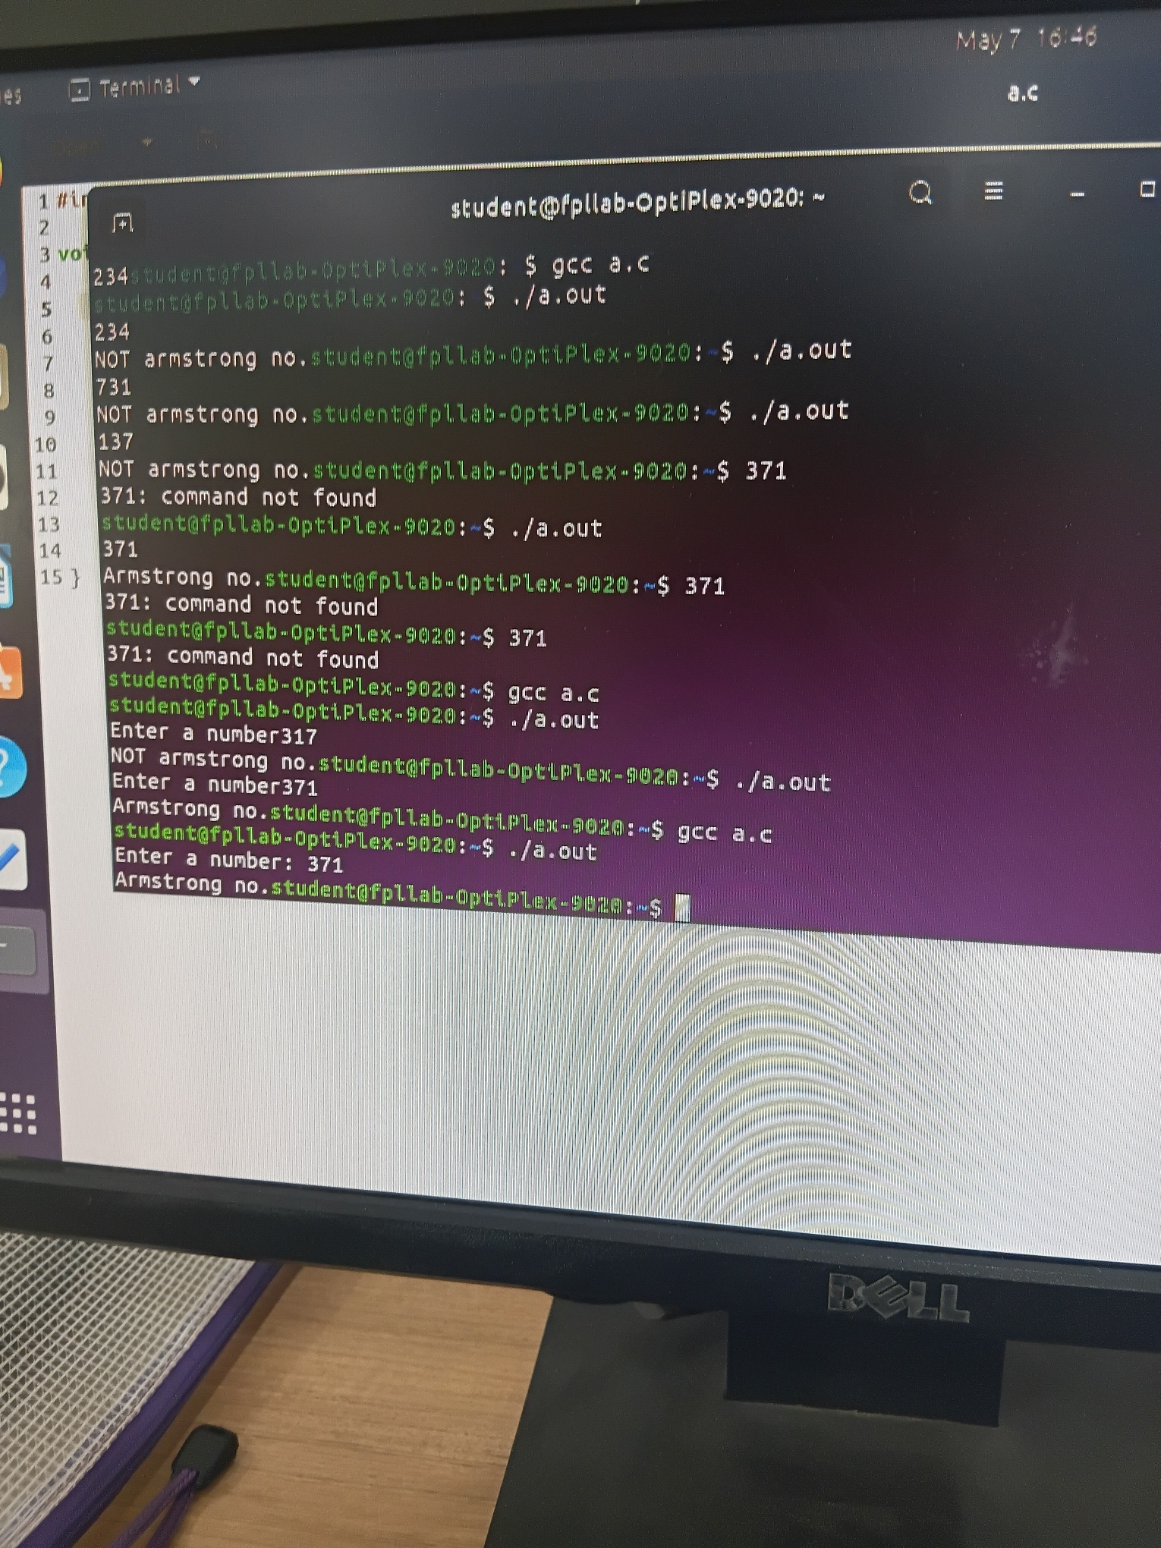 May 7 16:46
Terminal
a.c
student@fpllab-OptiPlex-9020: ~
1 #in
2
3 voi
4
5
6
7
8
9
10
11
12
13
14
15 }
234student@fpllab-OptiPlex-9020: $ gcc a.c
student@fpllab-OptiPlex-9020: $ ./a.out
234
NOT armstrong no.student@fpllab-OptiPlex-9020:~$ ./a.out
731
NOT armstrong no.student@fpllab-OptiPlex-9020:~$ ./a.out
137
NOT armstrong no.student@fpllab-OptiPlex-9020:~$ 371
371: command not found
student@fpllab-OptiPlex-9020:~$ ./a.out
371
Armstrong no.student@fpllab-OptiPlex-9020:~$ 371
371: command not found
student@fpllab-OptiPlex-9020:~$ 371
371: command not found
student@fpllab-OptiPlex-9020:~$ gcc a.c
student@fpllab-OptiPlex-9020:~$ ./a.out
Enter a number317
NOT armstrong no.student@fpllab-OptiPlex-9020:~$ ./a.out
Enter a number371
Armstrong no.student@fpllab-OptiPlex-9020:~$ gcc a.c
student@fpllab-OptiPlex-9020:~$ ./a.out
Enter a number: 371
Armstrong no.student@fpllab-OptiPlex-9020:~$
DELL